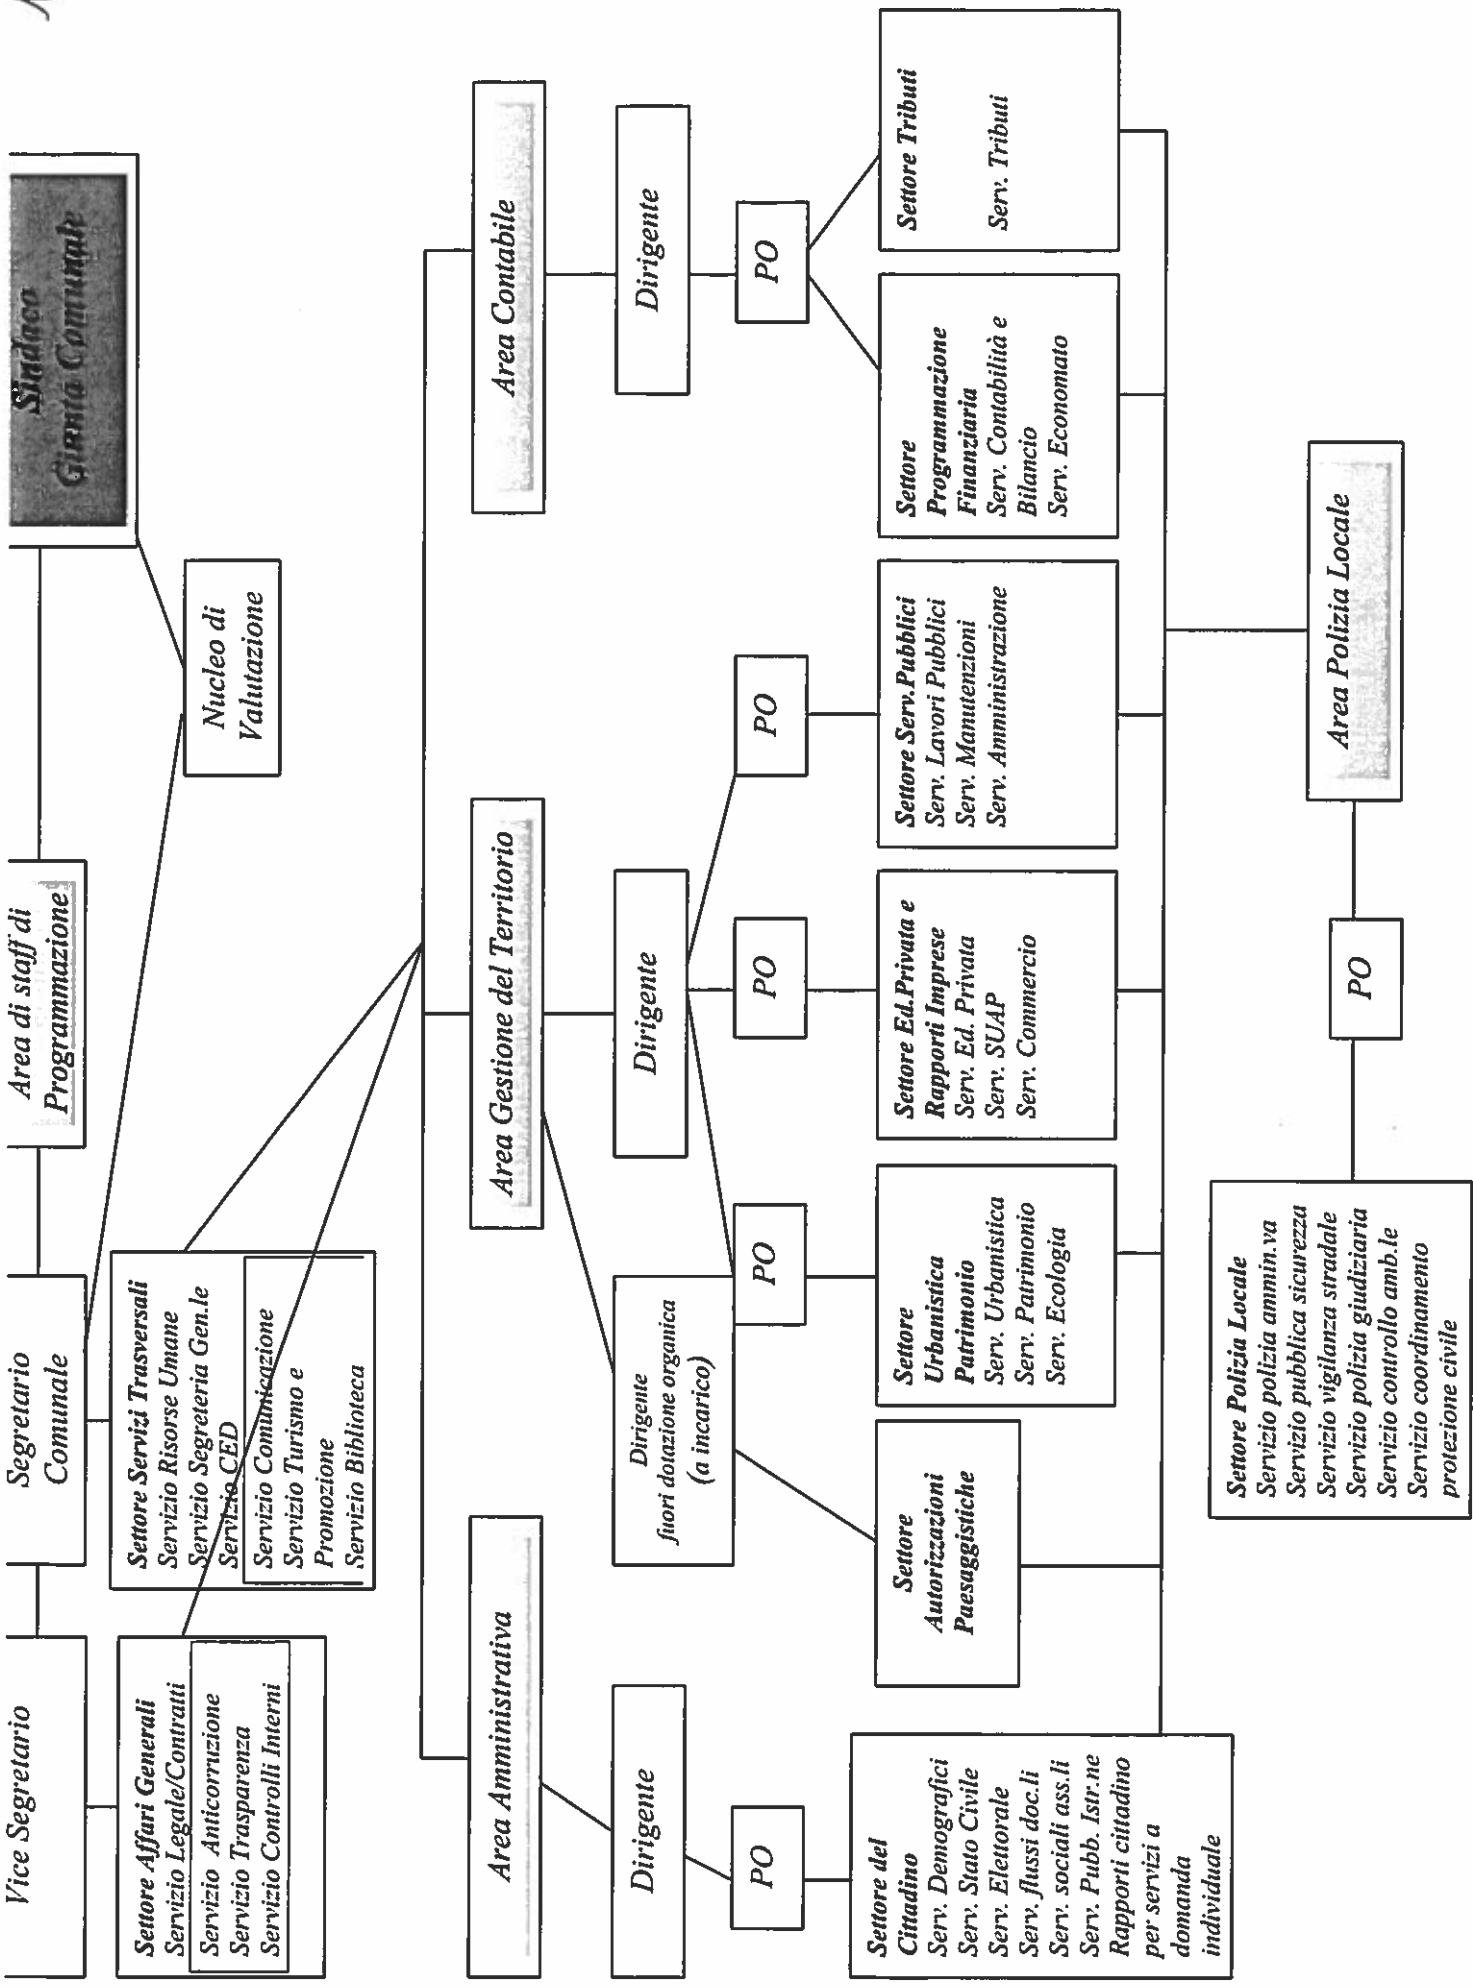 Vice Segretario
Segretario
Comunale
Area di staff di
Programmazione
Sindaco
Giunta Comunale
Nucleo di
Valutazione
Settore Affari Generali
Servizio Legale/Contratti
Servizio Anticorruzione
Servizio Trasparenza
Servizio Controlli Interni
Settore Servizi Trasversali
Servizio Risorse Umane
Servizio Segreteria Gen.le
Servizio CED
Servizio Comunicazione
Servizio Turismo e
Promozione
Servizio Biblioteca
Area Amministrativa
Area Gestione del Territorio
Area Contabile
Dirigente
Dirigente
fuori dotazione organica
(a incarico)
Dirigente
Dirigente
PO
PO
PO
PO
PO
Settore del
Cittadino
Serv. Demografici
Serv. Stato Civile
Serv. Elettorale
Serv. flussi doc.li
Serv. sociali ass.li
Serv. Pubb. Istr.ne
Rapporti cittadino
per servizi a
domanda
individuale
Settore
Autorizzazioni
Paesaggistiche
Settore
Urbanistica
Patrimonio
Serv. Urbanistica
Serv. Patrimonio
Serv. Ecologia
Settore Ed.Privata e
Rapporti Imprese
Serv. Ed. Privata
Serv. SUAP
Serv. Commercio
Settore Serv.Pubblici
Serv. Lavori Pubblici
Serv. Manutenzioni
Serv. Amministrazione
Settore
Programmazione
Finanziaria
Serv. Contabilità e
Bilancio
Serv. Economato
Settore Tributi
Serv. Tributi
Settore Polizia Locale
Servizio polizia ammin.va
Servizio pubblica sicurezza
Servizio vigilanza stradale
Servizio polizia giudiziaria
Servizio controllo amb.le
Servizio coordinameno
protezione civile
PO
Area Polizia Locale